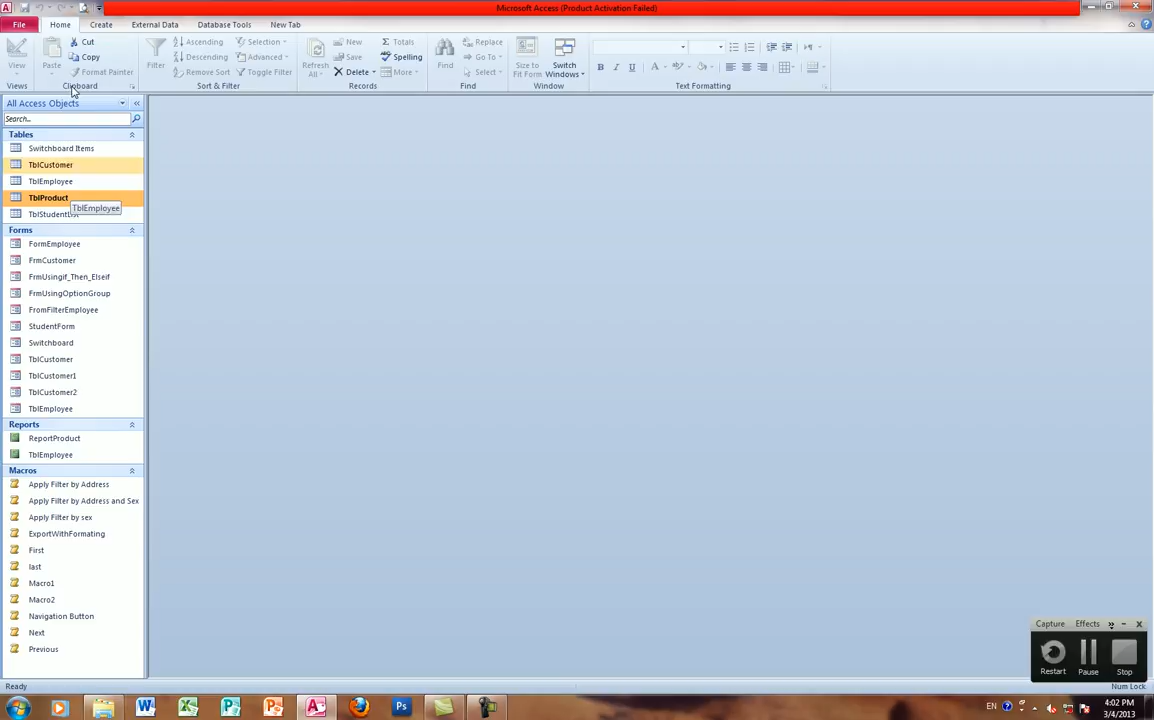 Microsoft Access (Product Activation Failed)
File Home Create External Data Database Tools New Tab
View Paste Cut Copy Format Painter
Filter Ascending Descending Remove Sort Selection Advanced Toggle Filter
Refresh All New Save Delete Totals Spelling More
Find Replace Go To Select
Size to Fit Form Switch Windows
B I U A
Views Clipboard Sort & Filter Records Find Window Text Formatting
All Access Objects
Search...
Tables
Switchboard Items
TblCustomer
TblEmployee
TblProduct
TblEmployee
Forms
FormEmployee
FrmCustomer
FrmUsingif_Then_Elseif
FrmUsingOptionGroup
FromFilterEmployee
StudentForm
Switchboard
TblCustomer
TblCustomer1
TblCustomer2
TblEmployee
Reports
ReportProduct
TblEmployee
Macros
Apply Filter by Address
Apply Filter by Address and Sex
Apply Filter by sex
ExportWithFormating
First
last
Macro1
Macro2
Navigation Button
Next
Previous
Capture Effects
Restart Pause Stop
Ready Num Lock
EN 4:02 PM
3/4/2013